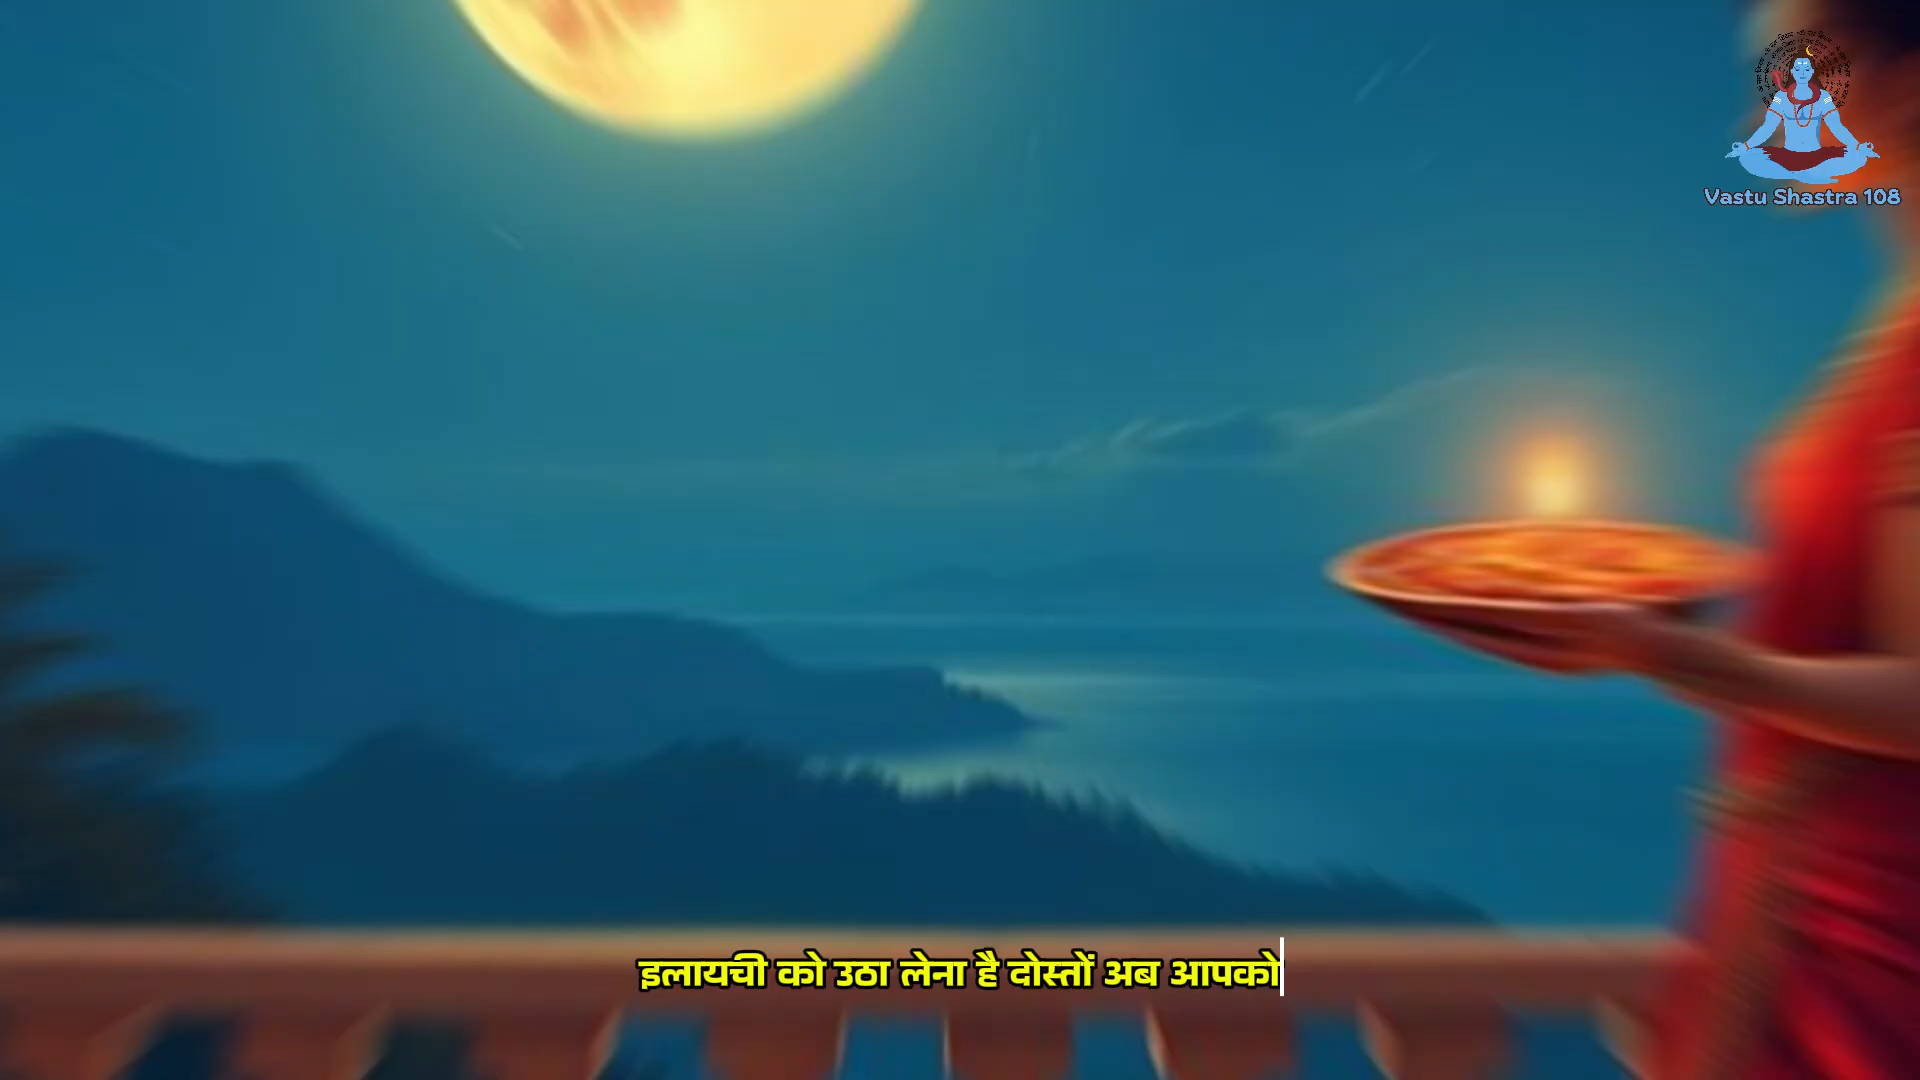 Vastu Shastra 108
इलायची को उठा लेना है दोस्तों अब आपको